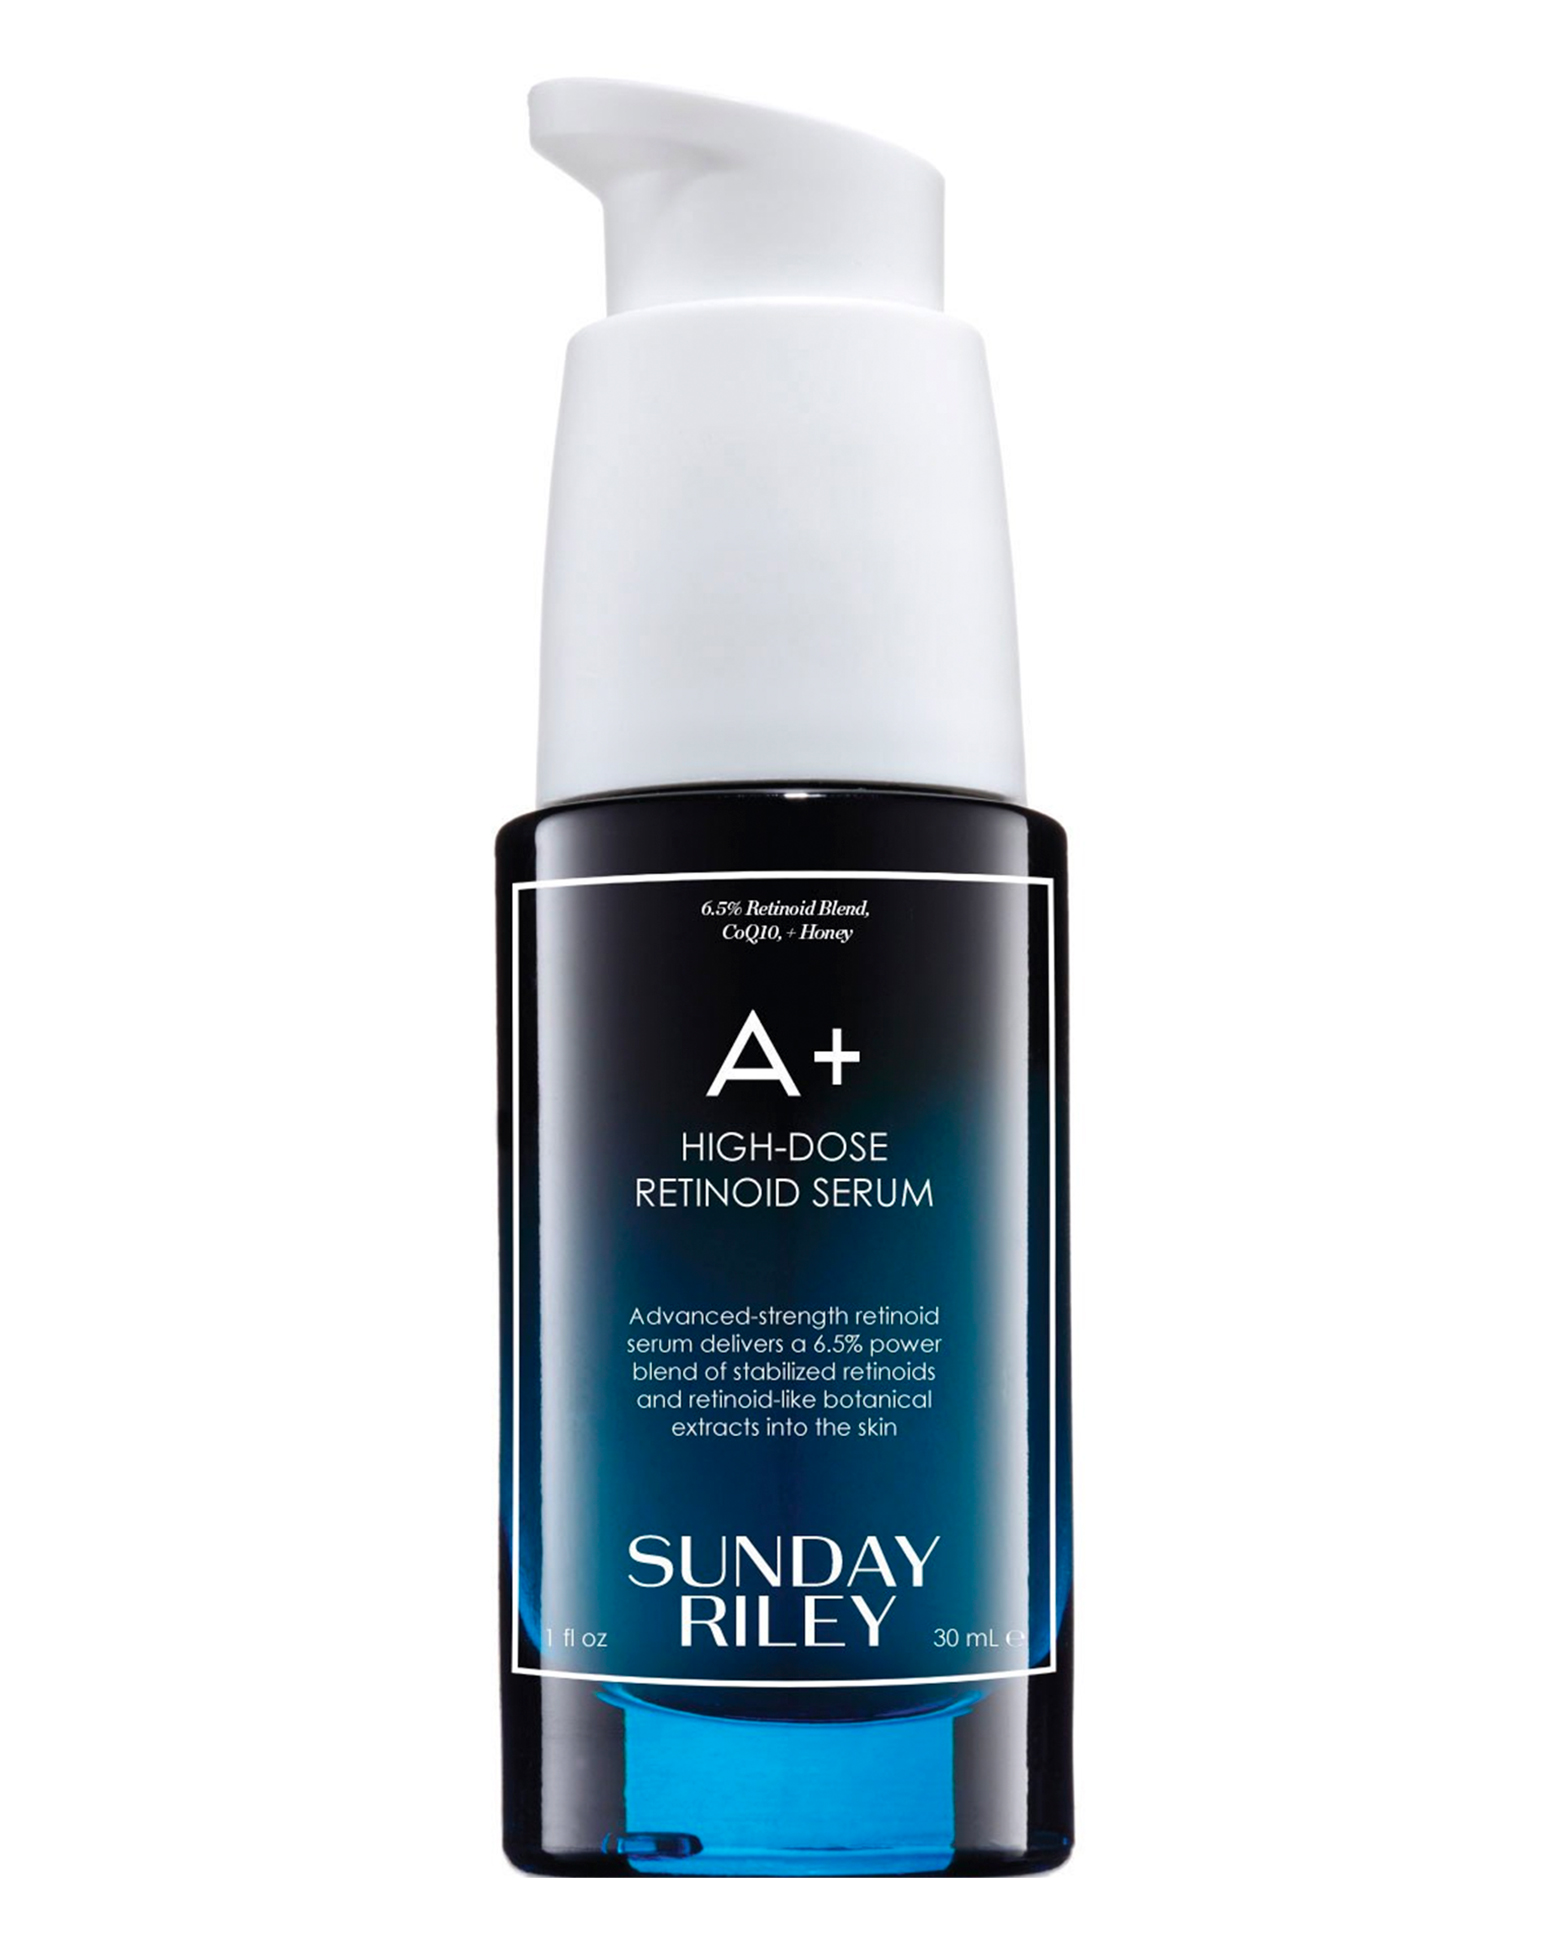 6.5% Retinoid Blend,
CoQ10, + Honey
A+
HIGH-DOSE
RETINOID SERUM
Advanced-strength retinoid
serum delivers a 6.5% power
blend of stabilized retinoids
and retinoid-like botanical
extracts into the skin
SUNDAY
RILEY
1 fl oz
30 mL ℮